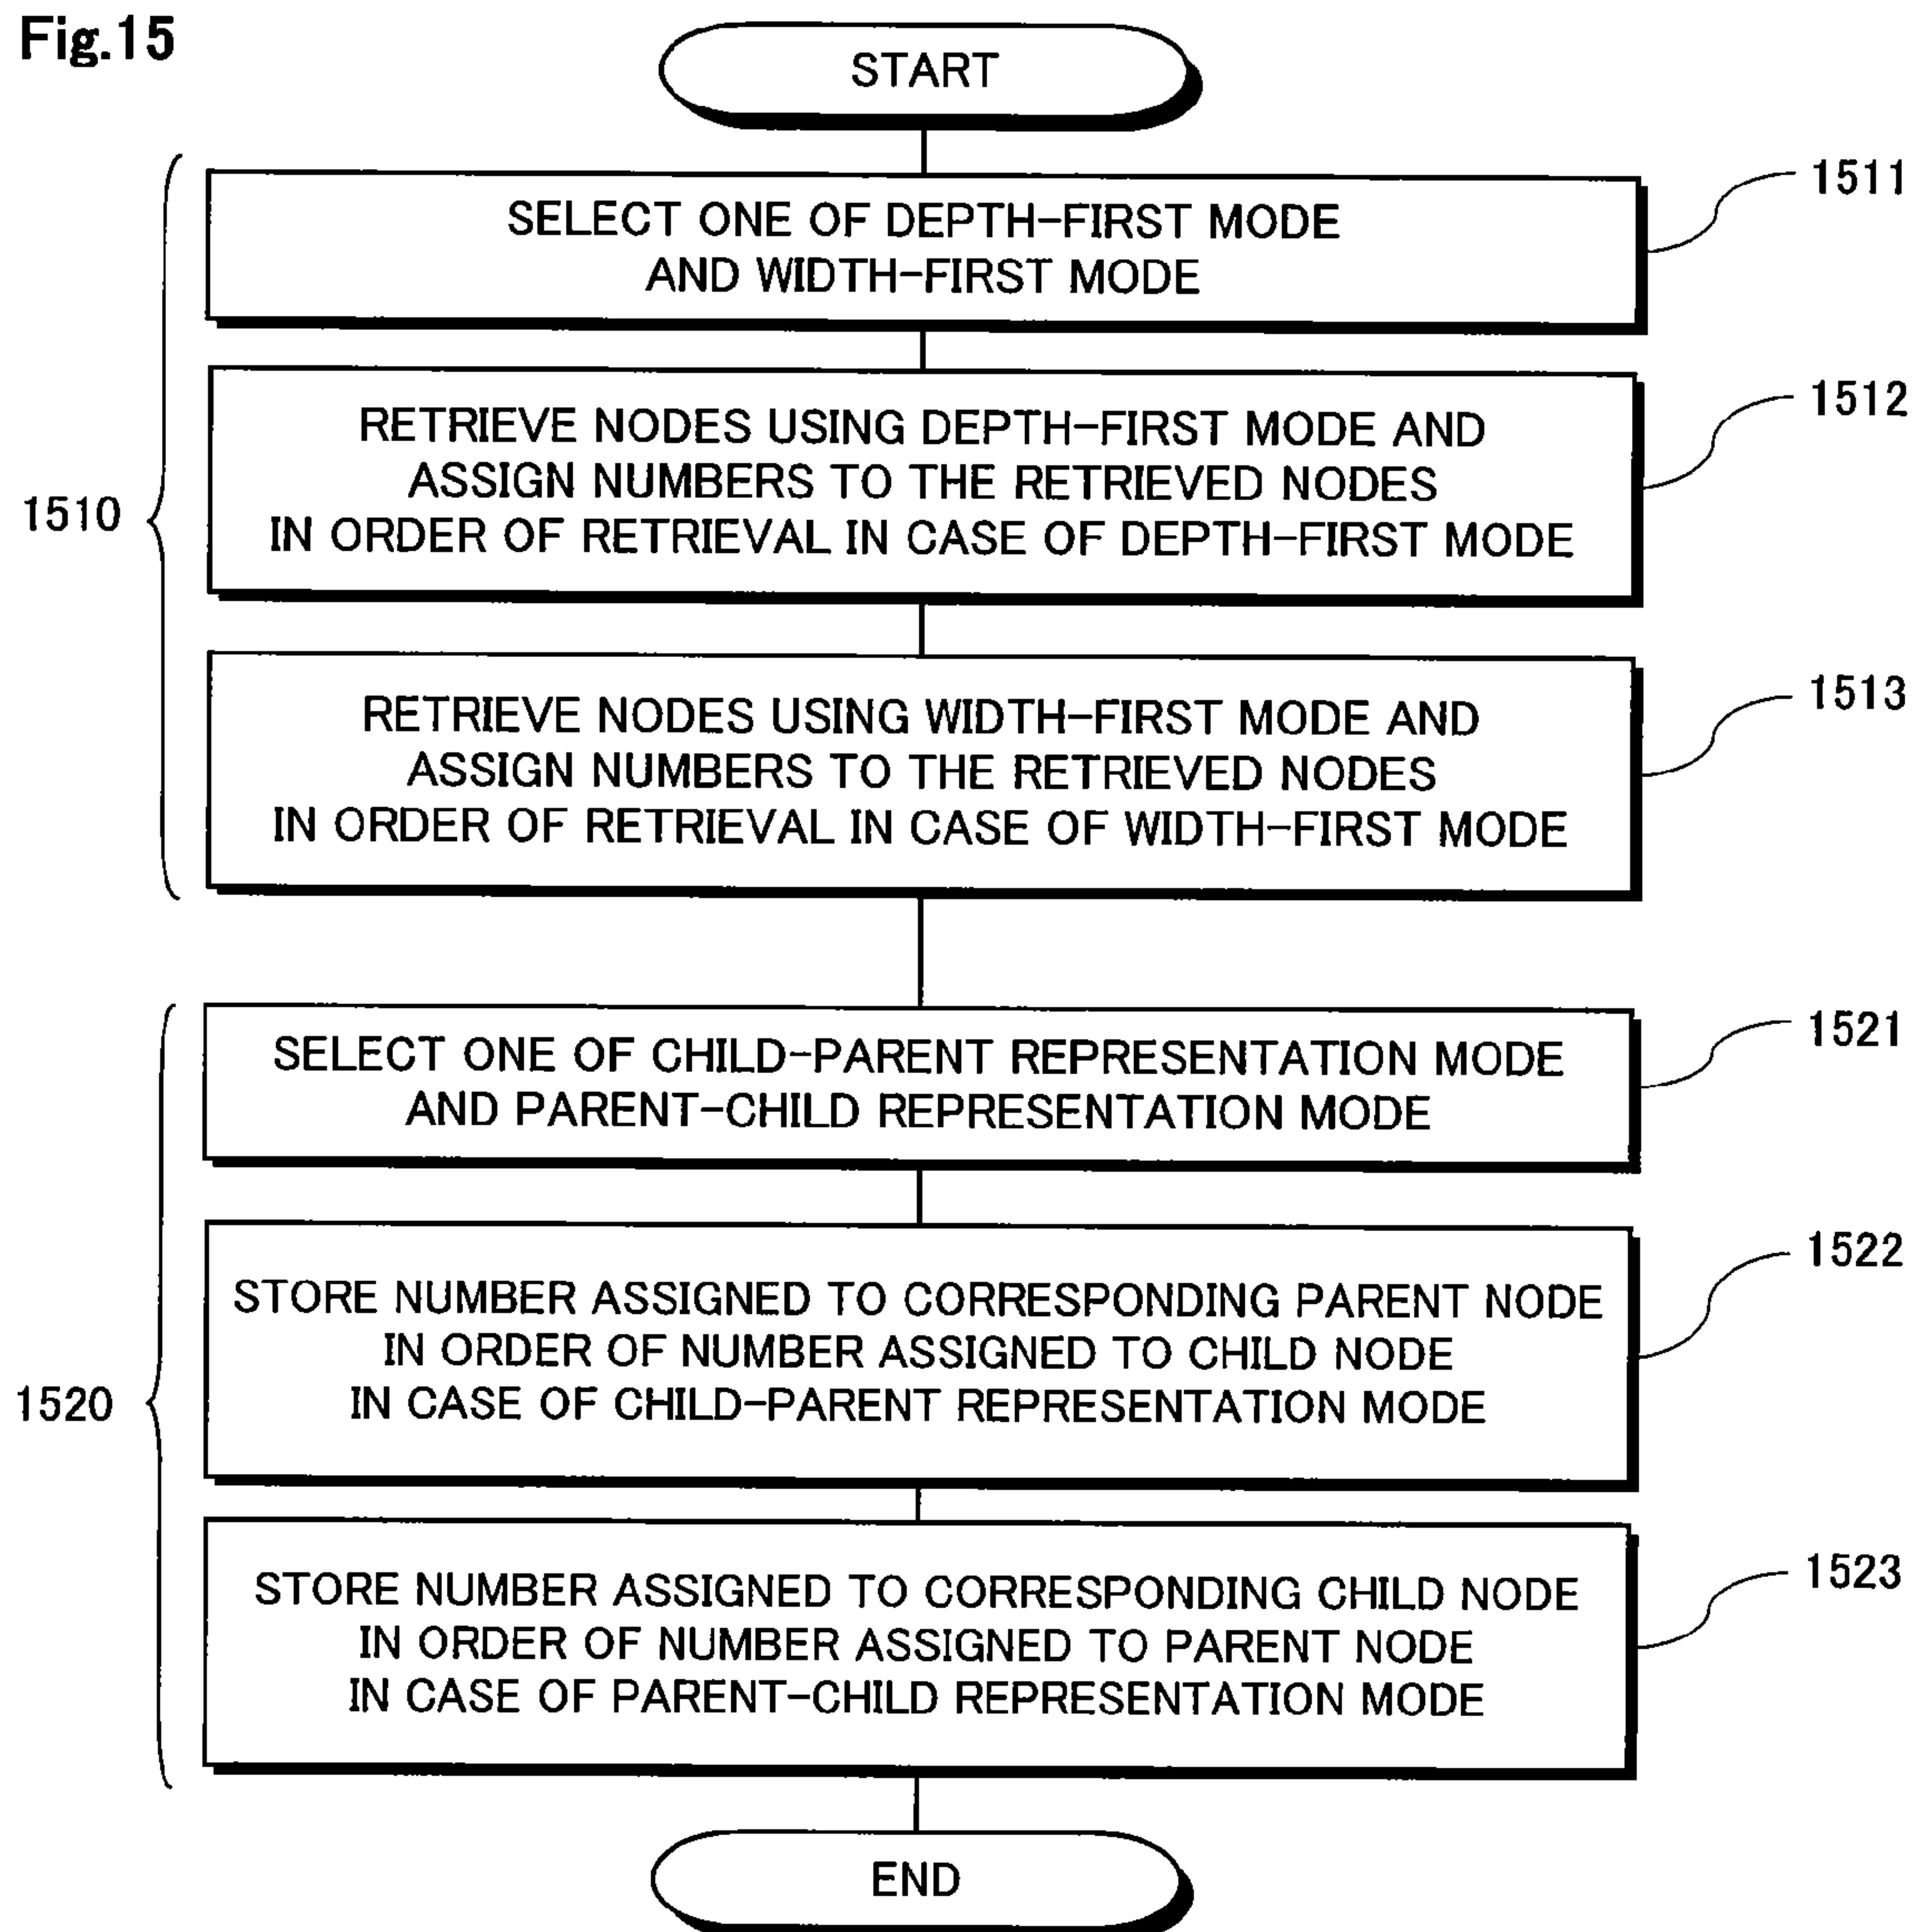 Fig.15
START
1511
SELECT ONE OF DEPTH-FIRST MODE
AND WIDTH-FIRST MODE
1512
RETRIEVE NODES USING DEPTH-FIRST MODE AND
ASSIGN NUMBERS TO THE RETRIEVED NODES
IN ORDER OF RETRIEVAL IN CASE OF DEPTH-FIRST MODE
1510
1513
RETRIEVE NODES USING WIDTH-FIRST MODE AND
ASSIGN NUMBERS TO THE RETRIEVED NODES
IN ORDER OF RETRIEVAL IN CASE OF WIDTH-FIRST MODE
1521
SELECT ONE OF CHILD-PARENT REPRESENTATION MODE
AND PARENT-CHILD REPRESENTATION MODE
1522
STORE NUMBER ASSIGNED TO CORRESPONDING PARENT NODE
IN ORDER OF NUMBER ASSIGNED TO CHILD NODE
IN CASE OF CHILD-PARENT REPRESENTATION MODE
1520
1523
STORE NUMBER ASSIGNED TO CORRESPONDING CHILD NODE
IN ORDER OF NUMBER ASSIGNED TO PARENT NODE
IN CASE OF PARENT-CHILD REPRESENTATION MODE
END